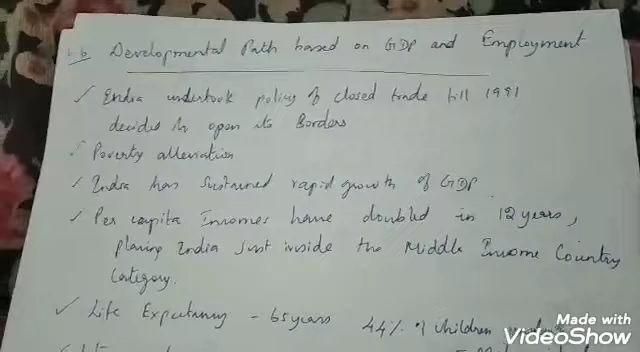 1.6 Developmental Path based on GDP and Employment
✓ India undertook policy of closed trade till 1991
decided to open its Borders
✓ Poverty alleviation
✓ India has sustained rapid growth of GDP
✓ Per capita Incomes have doubled in 12 years,
placing India just inside the Middle Income Country
Category.
✓ Life Expectancy - 65 years 44% of children
Made with
VideoShow